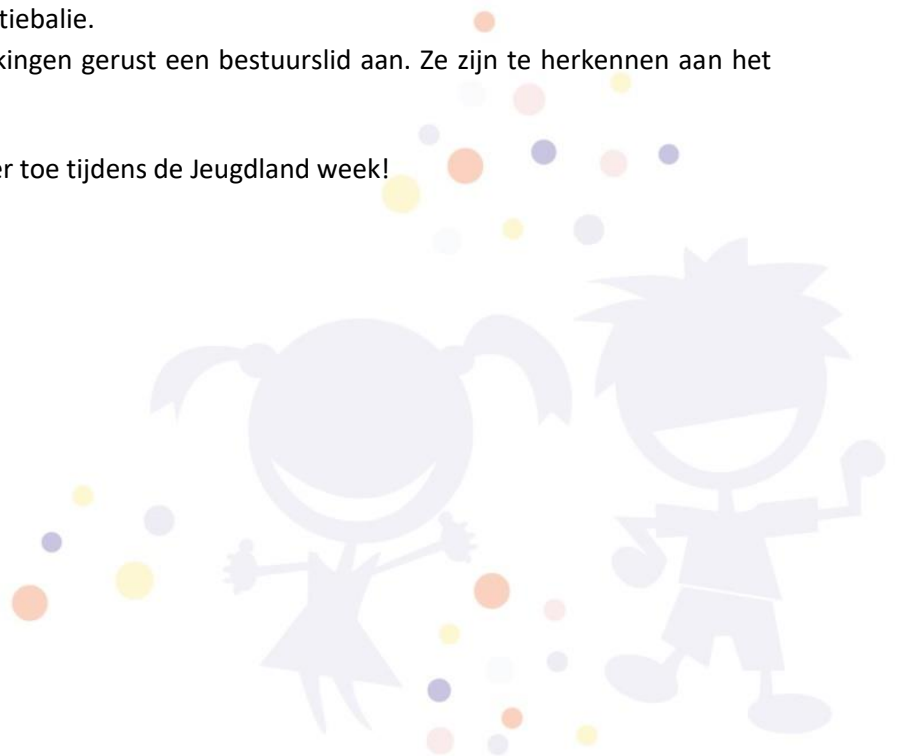 tiebalie.
kingen gerust een bestuurslid aan. Ze zijn te herkennen aan het
er toe tijdens de Jeugdland week!